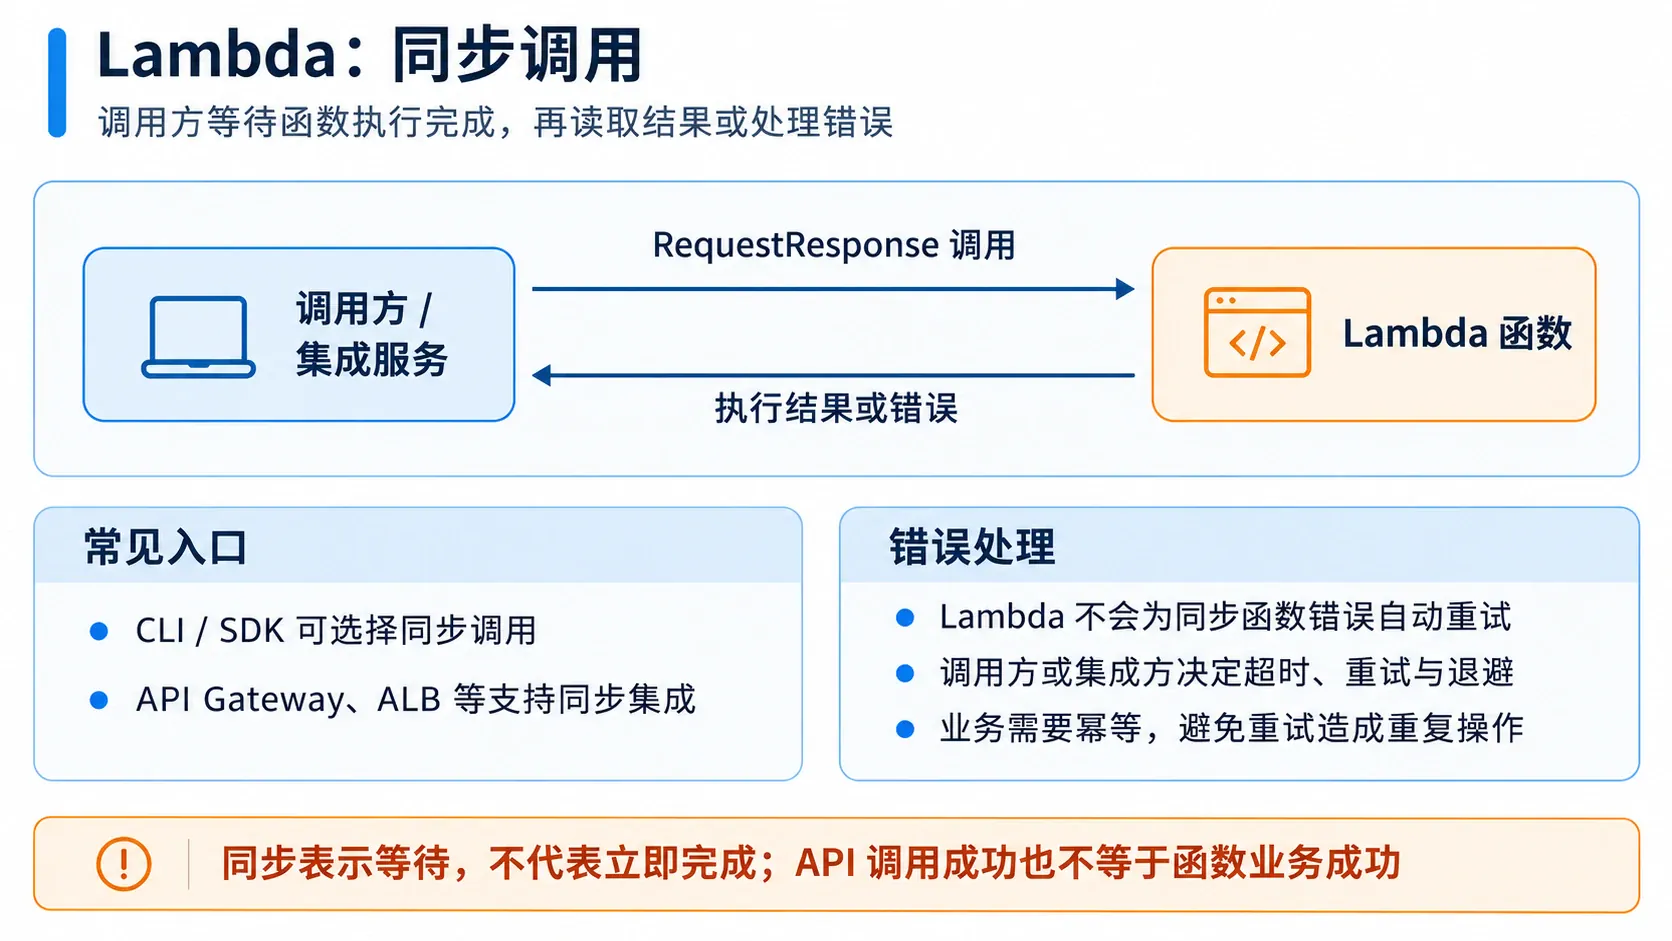 Lambda：同步调用
调用方等待函数执行完成，再读取结果或处理错误
RequestResponse 调用
调用方 /
集成服务
</>
Lambda 函数
执行结果或错误
常见入口
CLI / SDK 可选择同步调用
API Gateway、ALB 等支持同步集成
错误处理
Lambda 不会为同步函数错误自动重试
调用方或集成方决定超时、重试与退避
业务需要幂等，避免重试造成重复操作
同步表示等待，不代表立即完成；API 调用成功也不等于函数业务成功